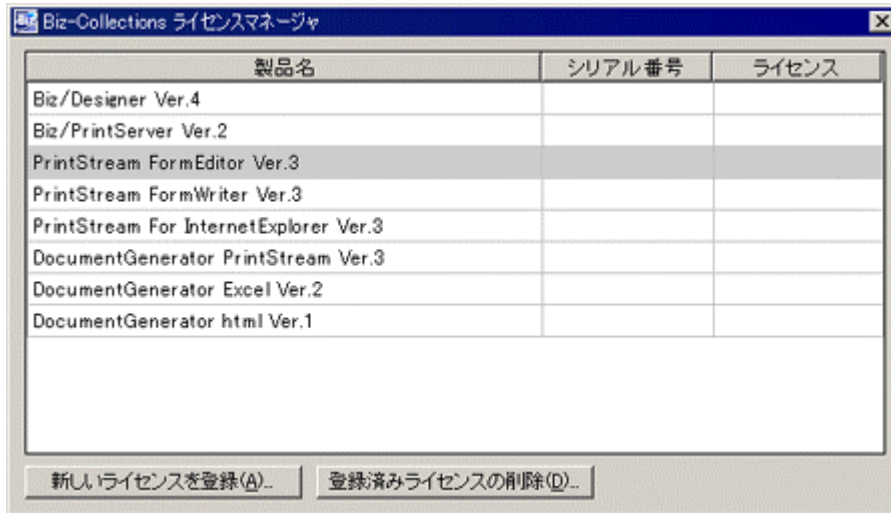 Biz-Collections ライセンスマネージャ
製品名 シリアル番号 ライセンス
Biz/Designer Ver.4
Biz/PrintServer Ver.2
PrintStream FormEditor Ver.3
PrintStream FormWriter Ver.3
PrintStream For InternetExplorer Ver.3
DocumentGenerator PrintStream Ver.3
DocumentGenerator Excel Ver.2
DocumentGenerator html Ver.1
新しいライセンスを登録(A)... 登録済みライセンスの削除(D)...